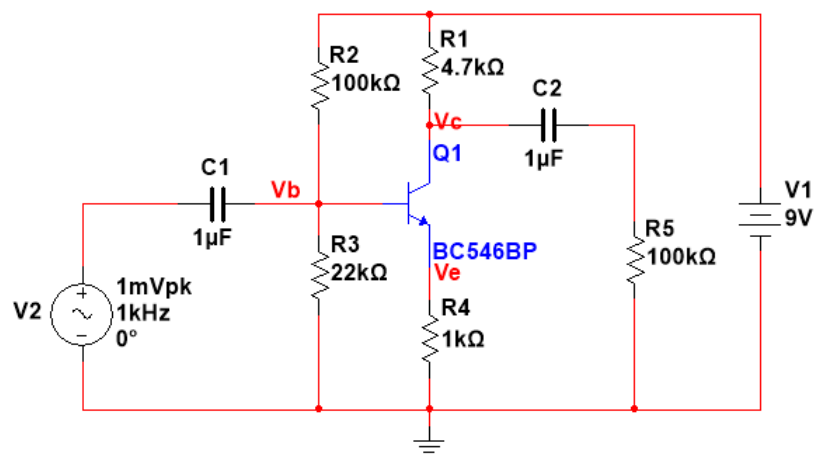 R2
100kΩ
R1
4.7kΩ
C2
1µF
Vc
Q1
C1
1µF
Vb
V1
9V
R3
22kΩ
BC546BP
Ve
R5
100kΩ
V2
1mVpk
1kHz
0°
+
R4
1kΩ